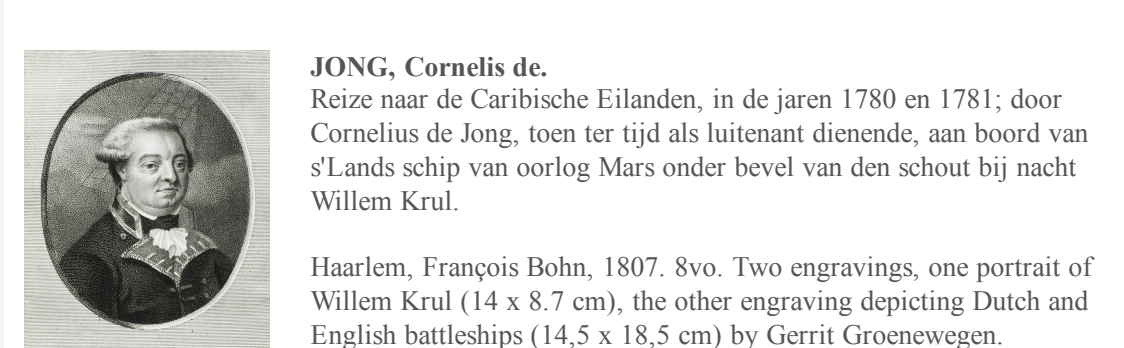 JONG, Cornelis de.
Reize naar de Caribische Eilanden, in de jaren 1780 en 1781; door
Cornelius de Jong, toen ter tijd als luitenant dienende, aan boord van
s'Lands schip van oorlog Mars onder bevel van den schout bij nacht
Willem Krul.
Haarlem, François Bohn, 1807. 8vo. Two engravings, one portrait of
Willem Krul (14 x 8.7 cm), the other engraving depicting Dutch and
English battleships (14,5 x 18,5 cm) by Gerrit Groenewegen.